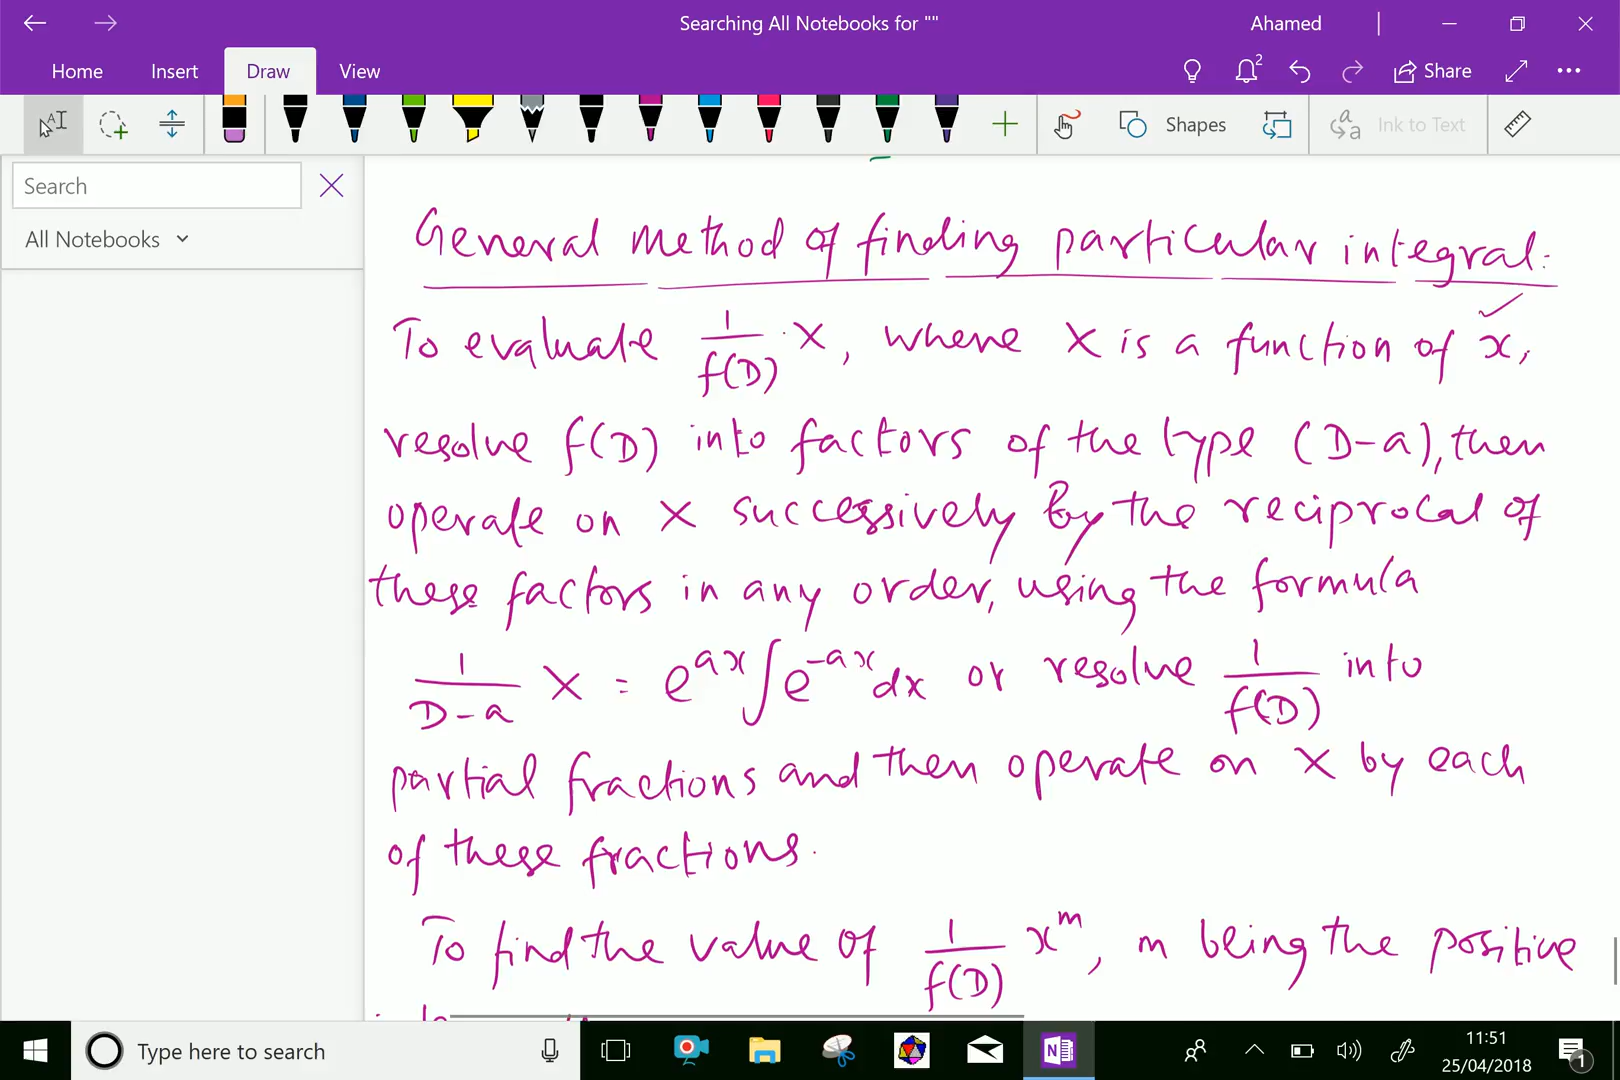 Searching All Notebooks for ""
Ahamed
Home Insert Draw View
2
Share
Shapes
Ink to Text
Search
All Notebooks
General method of finding particular integral:
To evaluate 1/f(D) · X, where X is a function of x,
resolve f(D) into factors of the type (D-a), then
operate on X successively by the reciprocal of
these factors in any order, using the formula
1/(D-a) X = e^{ax} ∫ e^{-ax} dx or resolve 1/f(D) into
partial fractions and then operate on X by each
of these fractions.
To find the value of 1/f(D) x^m, m being the positive
Type here to search
11:51
25/04/2018
1